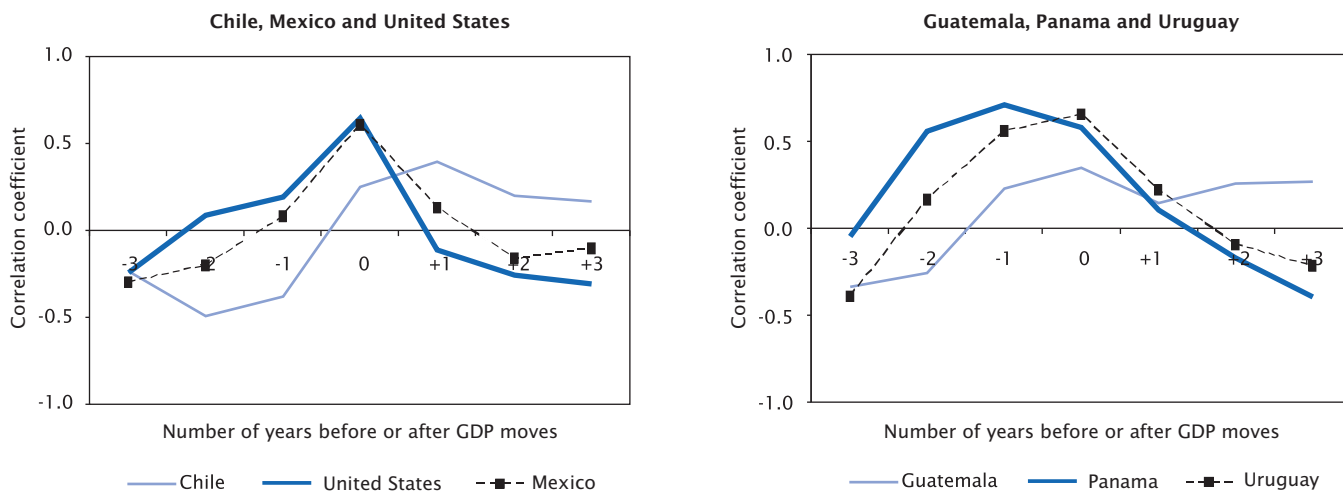 Chile, Mexico and United States
1.0
0.5
0.0
-0.5
-1.0
Correlation coefficient
-3
-2
-1
0
+1
+2
+3
Number of years before or after GDP moves
Chile
United States
Mexico
Guatemala, Panama and Uruguay
1.0
0.5
0.0
-0.5
-1.0
Correlation coefficient
-3
-2
-1
0
+1
+2
+3
Number of years before or after GDP moves
Guatemala
Panama
Uruguay